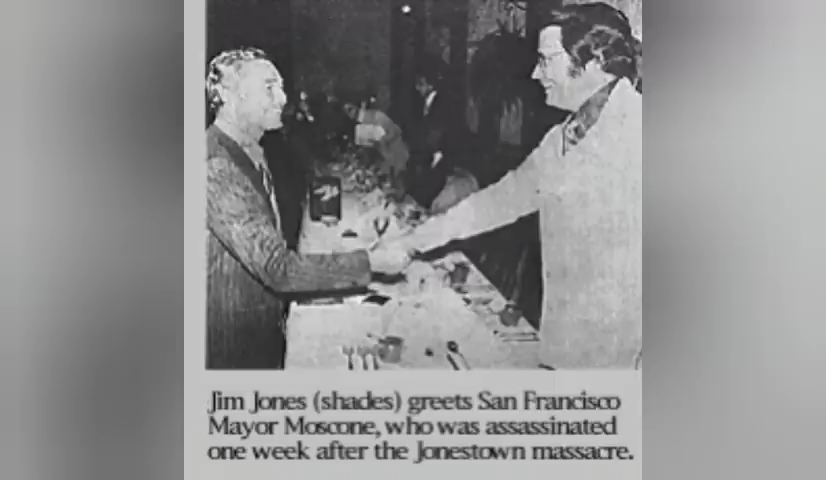 Jim Jones (shades) greets San Francisco
Mayor Moscone, who was assassinated
one week after the Jonestown massacre.